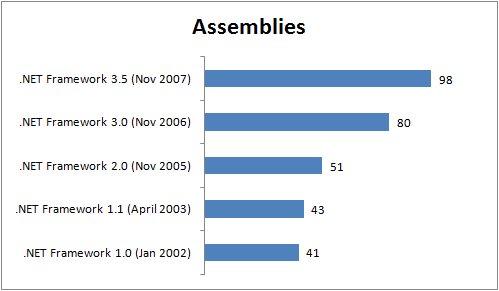 Assemblies
.NET Framework 3.5 (Nov 2007) 98
.NET Framework 3.0 (Nov 2006) 80
.NET Framework 2.0 (Nov 2005) 51
.NET Framework 1.1 (April 2003) 43
.NET Framework 1.0 (Jan 2002) 41